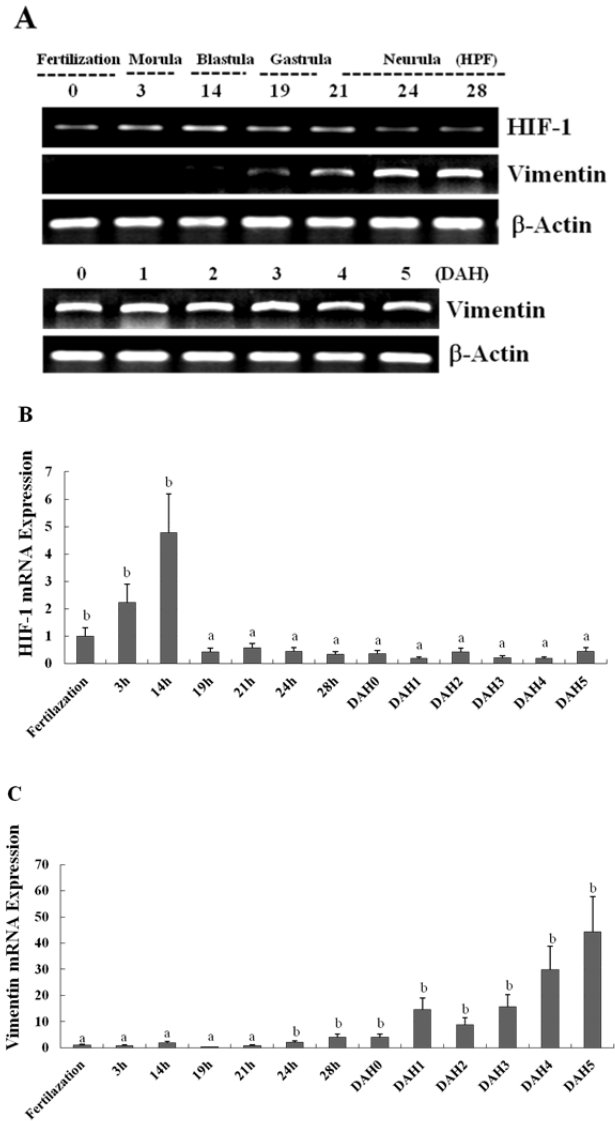 A
Fertilization Morula Blastula Gastrula Neurula (HPF)
0 3 14 19 21 24 28
HIF-1
Vimentin
β-Actin
0 1 2 3 4 5 (DAH)
Vimentin
β-Actin
B
HIF-1 mRNA Expression
7
6
5
4
3
2
1
0
b b b a a a a a a a a a a
Fertilazation 3h 14h 19h 21h 24h 28h DAH0 DAH1 DAH2 DAH3 DAH4 DAH5
C
Vimentin mRNA Expression
70
60
50
40
30
20
10
0
a a a a a b b b b b b b b
Fertilazation 3h 14h 19h 21h 24h 28h DAH0 DAH1 DAH2 DAH3 DAH4 DAH5